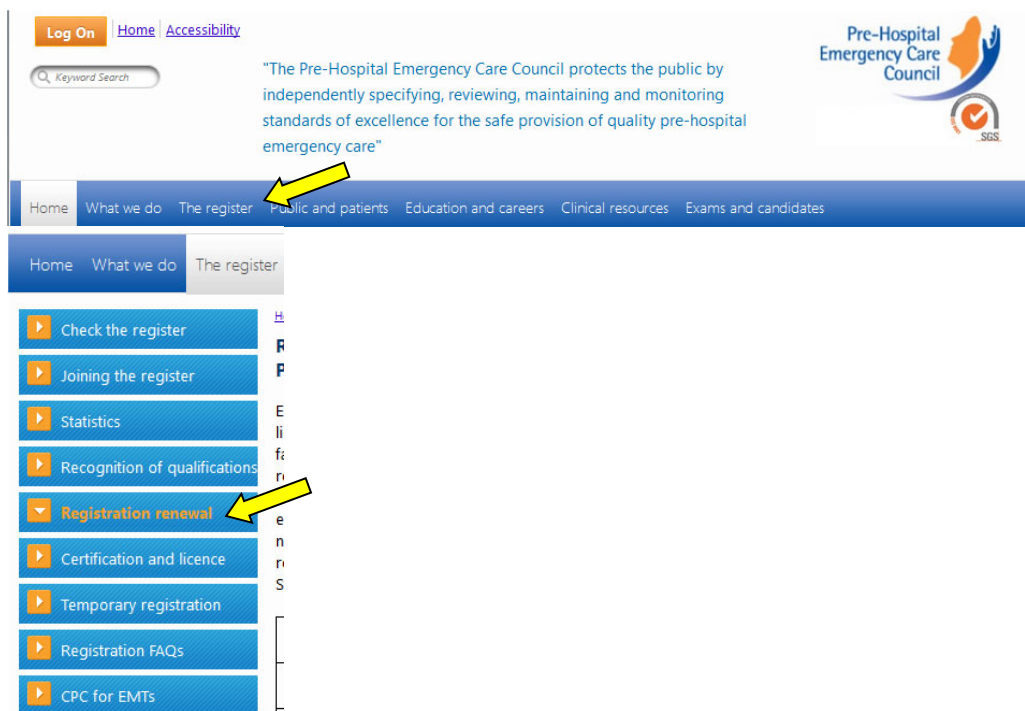 Log On Home Accessibility
Keyword Search
"The Pre-Hospital Emergency Care Council protects the public by
independently specifying, reviewing, maintaining and monitoring
standards of excellence for the safe provision of quality pre-hospital
emergency care"
Pre-Hospital
Emergency Care
Council
SGS
Home What we do The register Public and patients Education and careers Clinical resources Exams and candidates
Home What we do The register
Check the register
Joining the register
Statistics
Recognition of qualifications
Registration renewal
Certification and licence
Temporary registration
Registration FAQs
CPC for EMTs